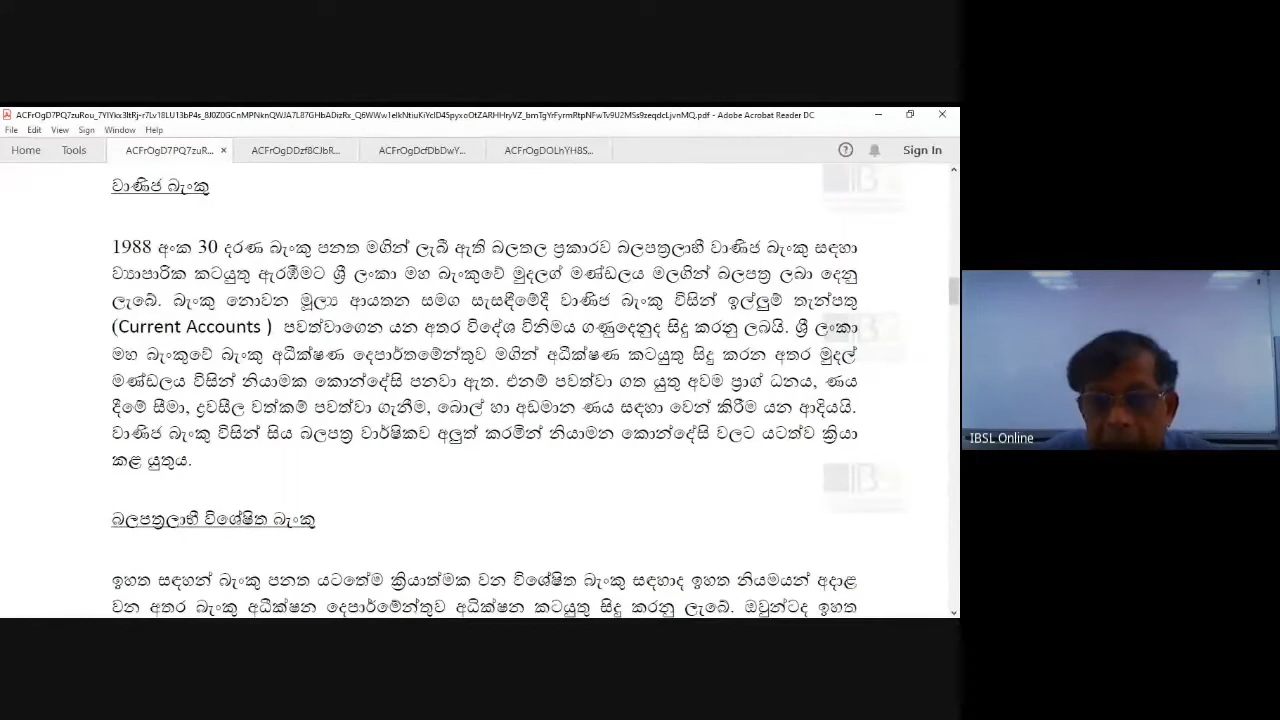 ACFrOgD7PQ7zuRou_7YlYkx3ltRj-r7Lv18LU13bP4s_8J0Z0GCnMPNknQWJA7L87GHbADizRx_Q6WWw1elkNtiuKiYcID4SpyxoOtZARHHryVZ_bmTgYrFyrmRtpNFwTv9U2MSs9zeqdcLjvnMQ.pdf - Adobe Acrobat Reader DC
File Edit View Sign Window Help
Home Tools ACFrOgD7PQ7zuR... × ACFrOgDDzf8CJbR... ACFrOgDcfDbDwY... ACFrOgDOLhYH8S... Sign In
වාණිජ බැංකු
1988 අංක 30 දරණ බැංකු පනත මගින් ලැබී ඇති බලතල ප්‍රකාරව බලපත්‍රලාභී වාණිජ බැංකු සඳහා
ව්‍යාපාරික කටයුතු ඇරඹීමට ශ්‍රී ලංකා මහ බැංකුවේ මුදලග් මණ්ඩලය මලගින් බලපත්‍ර ලබා දෙනු
ලැබේ. බැංකු නොවන මූල්‍ය ආයතන සමග සැසඳීමේදී වාණිජ බැංකු විසින් ඉල්ලුම් තැන්පතු
(Current Accounts ) පවත්වාගෙන යන අතර විදේශ විනිමය ගණුදෙනුද සිදු කරනු ලබයි. ශ්‍රී ලංකා
මහ බැංකුවේ බැංකු අධීක්ෂණ දෙපාර්තමේන්තුව මගින් අධීක්ෂණ කටයුතු සිදු කරන අතර මුදල්
මණ්ඩලය විසින් නියාමක කොන්දේසි පනවා ඇත. එනම් පවත්වා ගත යුතු අවම ප්‍රාග් ධනය, ණය
දීමේ සීමා, ද්‍රවසීල වත්කම් පවත්වා ගැනීම, බොල් හා අඩමාන ණය සඳහා වෙන් කිරීම යන ආදියයි.
වාණිජ බැංකු විසින් සිය බලපත්‍ර වාර්ෂිකව අලුත් කරමින් නියාමන කොන්දේසි වලට යටත්ව ක්‍රියා
කළ යුතුය.
බලපත්‍රලාභී විශේෂිත බැංකු
ඉහත සඳහන් බැංකු පනත යටතේම ක්‍රියාත්මක වන විශේෂිත බැංකු සඳහාද ඉහත නියමයන් අදාළ
වන අතර බැංකු අධීක්ෂන දෙපාර්මේන්තුව අධික්ෂන කටයුතු සිදු කරනු ලැබේ. ඔවුන්ටද ඉහත
IBSL Online